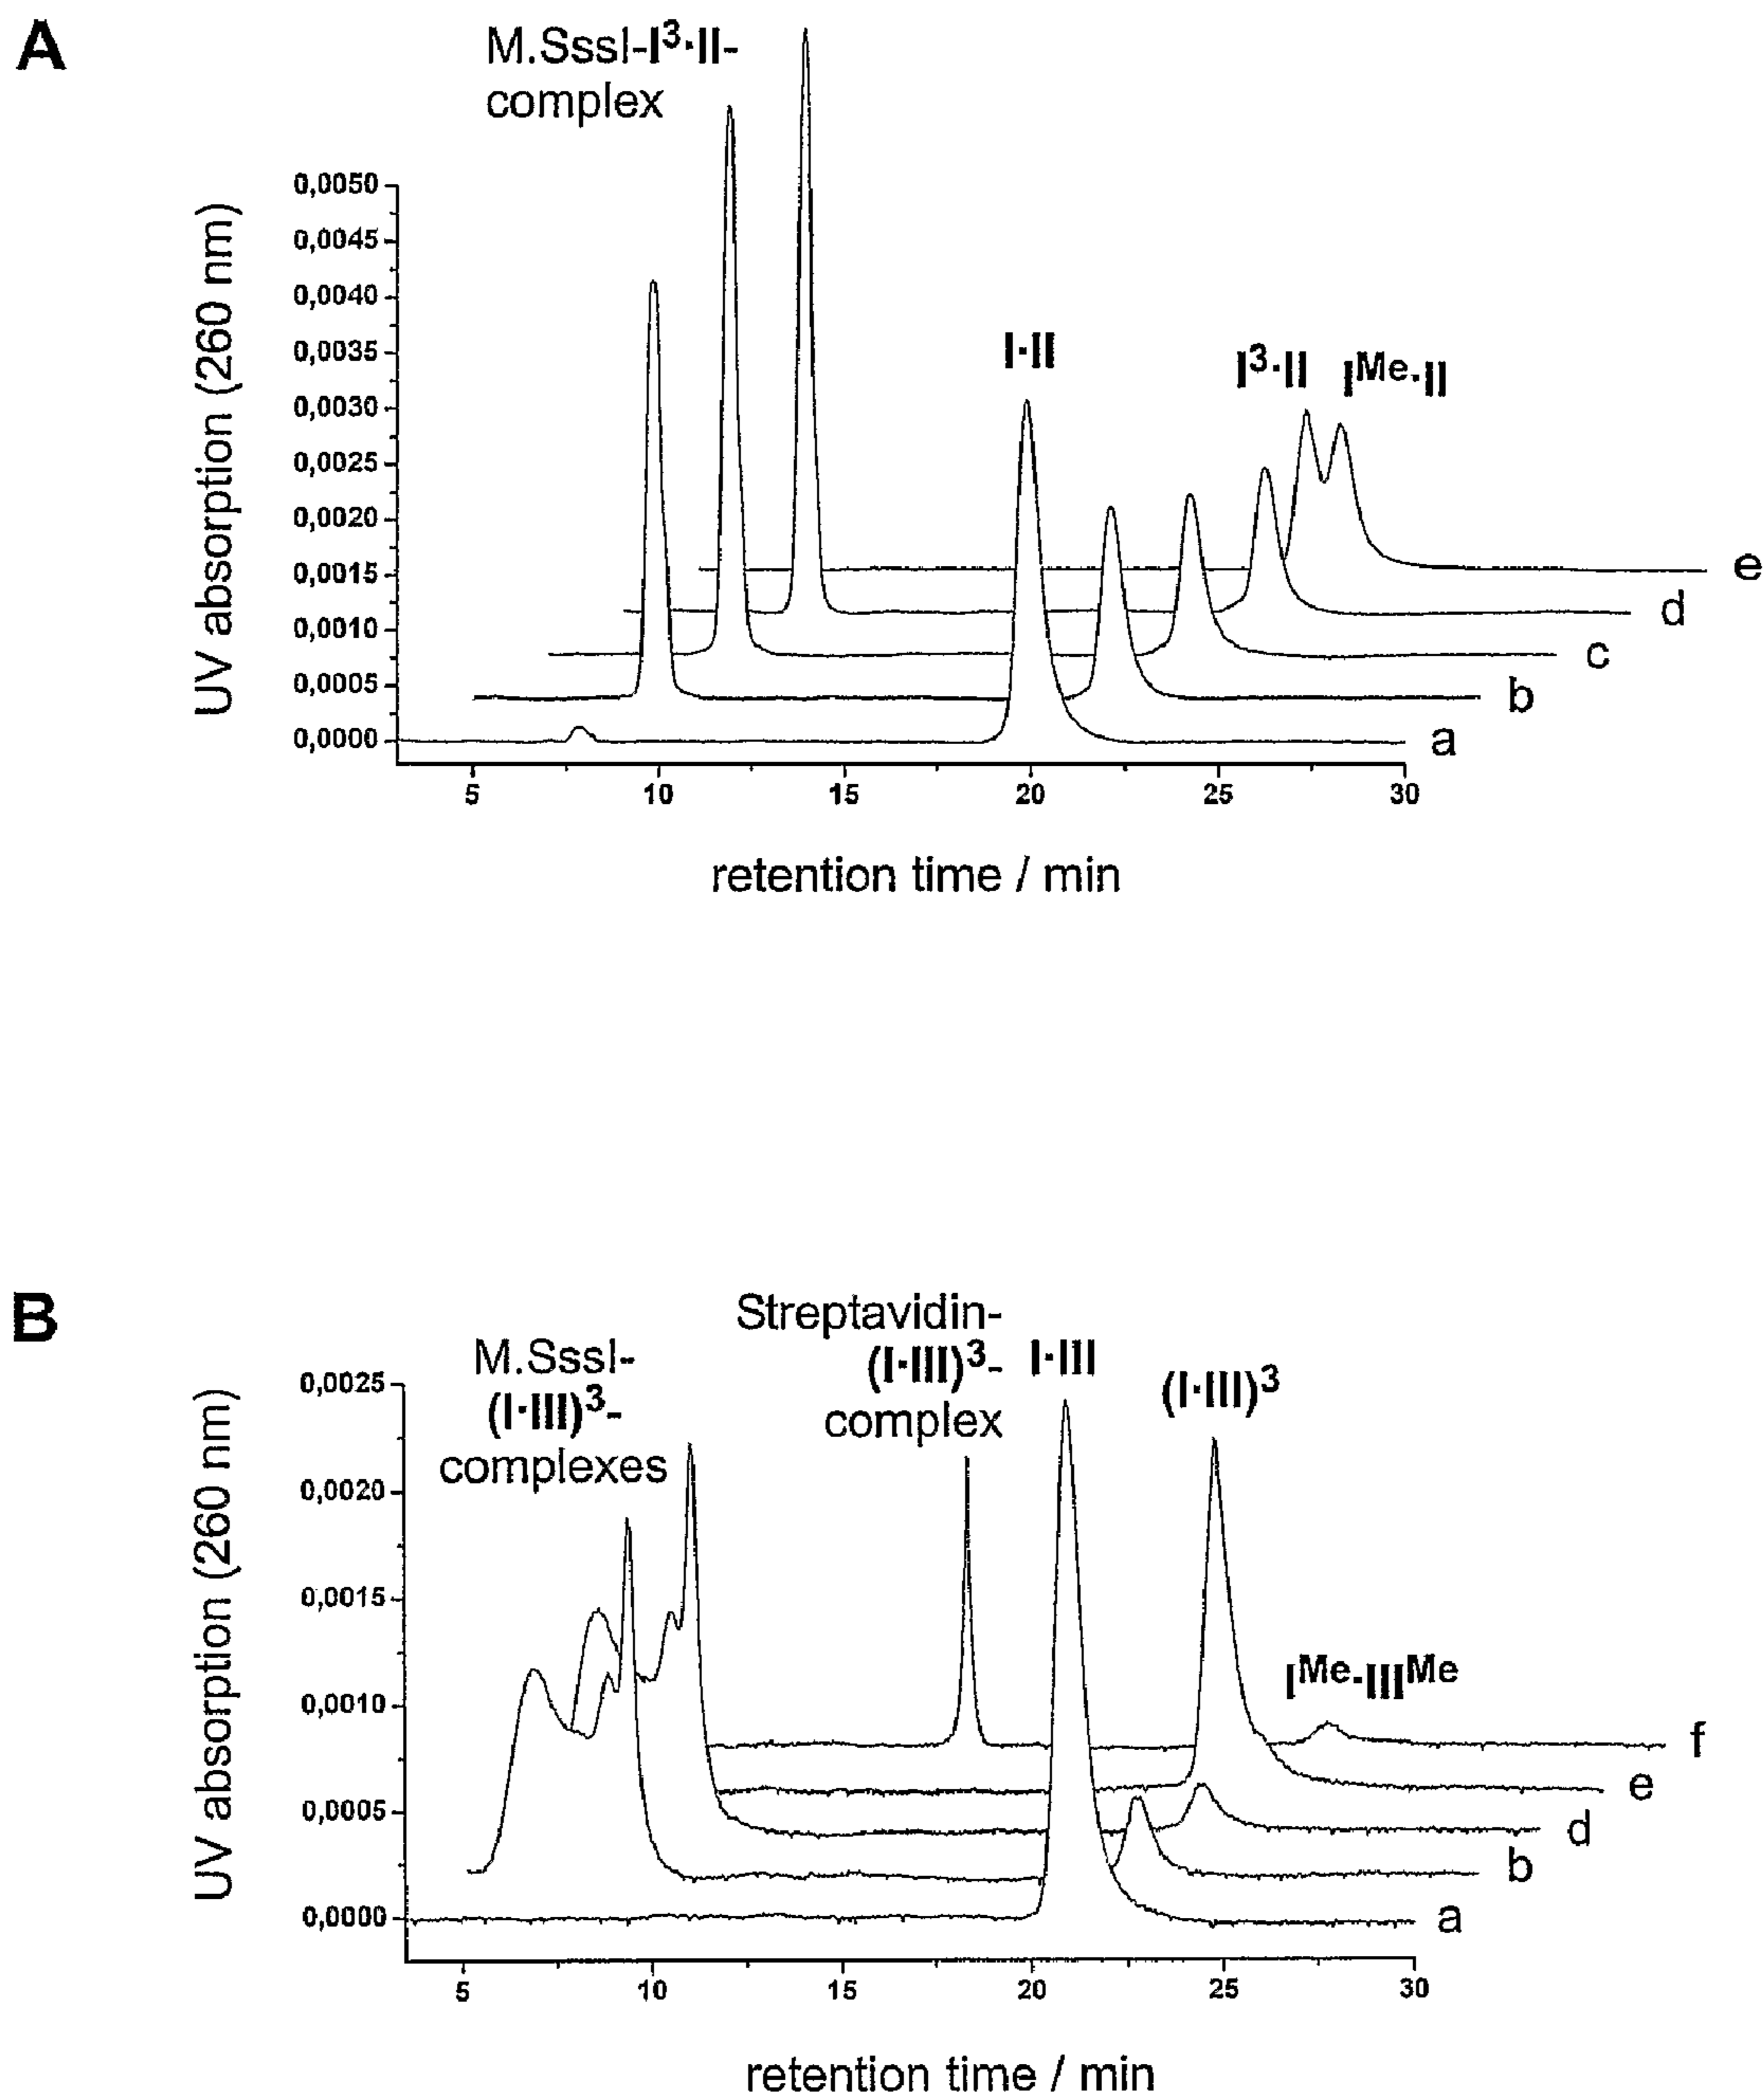 A
M.SssI-I³·II-
complex
UV absorption (260 nm)
0,0050
0,0045
0,0040
0,0035
0,0030
0,0025
0,0020
0,0015
0,0010
0,0005
0,0000
I·II
I³·II
Iᴹᵉ·II
e
d
c
b
a
5 10 15 20 25 30
retention time / min
B
M.SssI-
(I·III)³-
complexes
Streptavidin-
(I·III)³-
complex
I·III
(I·III)³
Iᴹᵉ·IIIᴹᵉ
UV absorption (260 nm)
0,0025
0,0020
0,0015
0,0010
0,0005
0,0000
f
e
d
b
a
5 10 15 20 25 30
retention time / min